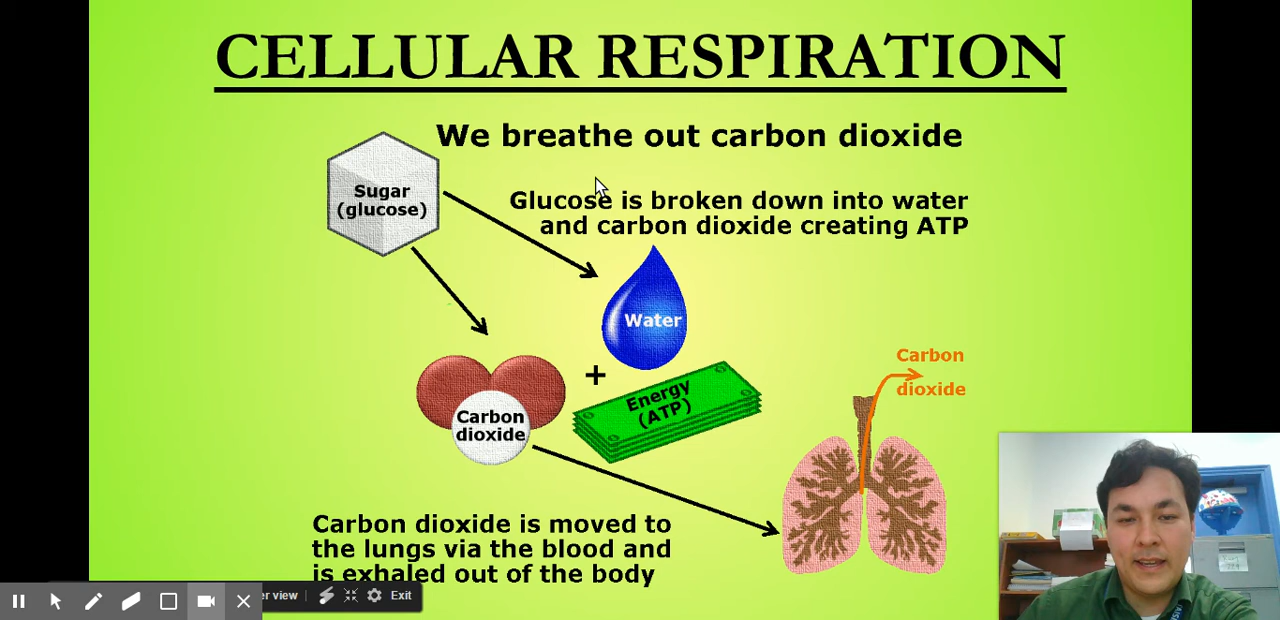 CELLULAR RESPIRATION
We breathe out carbon dioxide
Sugar
(glucose)
Glucose is broken down into water
and carbon dioxide creating ATP
Water
+
Energy
(ATP)
Carbon
dioxide
Carbon
dioxide
Carbon dioxide is moved to
the lungs via the blood and
is exhaled out of the body
er view
Exit